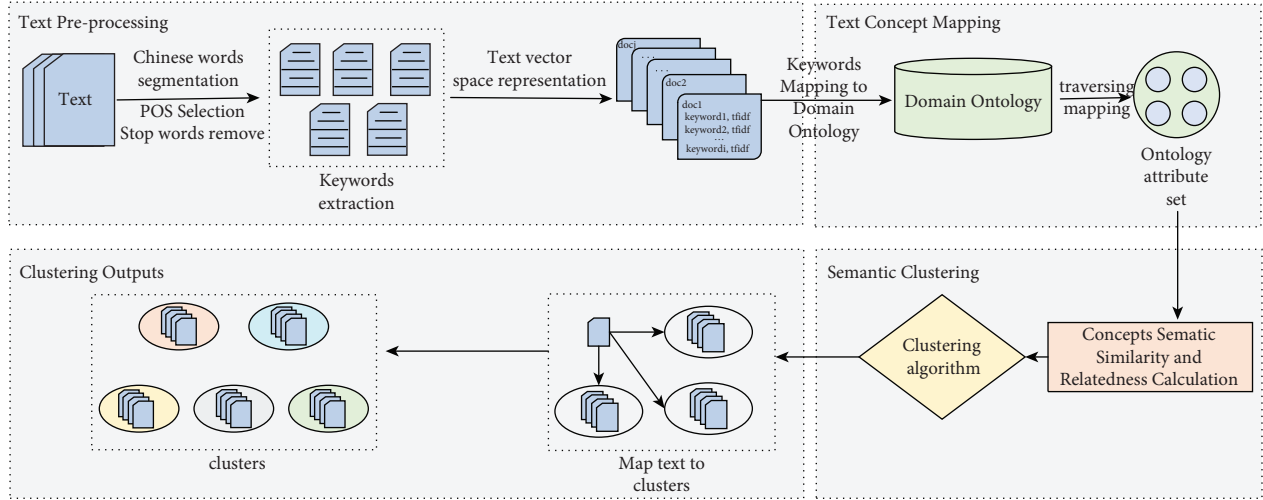 Text Pre-processing
Text
Chinese words
segmentation
POS Selection
Stop words remove
Keywords
extraction
Text vector
space representation
doci
. . .
. . .
doc2
doc1
keyword1, tfidf
keyword2, tfidf
...
keywordi, tfidf
Keywords
Mapping to
Domain
Ontology
Text Concept Mapping
Domain Ontology
traversing
mapping
Ontology
attribute
set
Clustering Outputs
clusters
Map text to
clusters
Semantic Clustering
Clustering
algorithm
Concepts Sematic
Similarity and
Relatedness Calculation